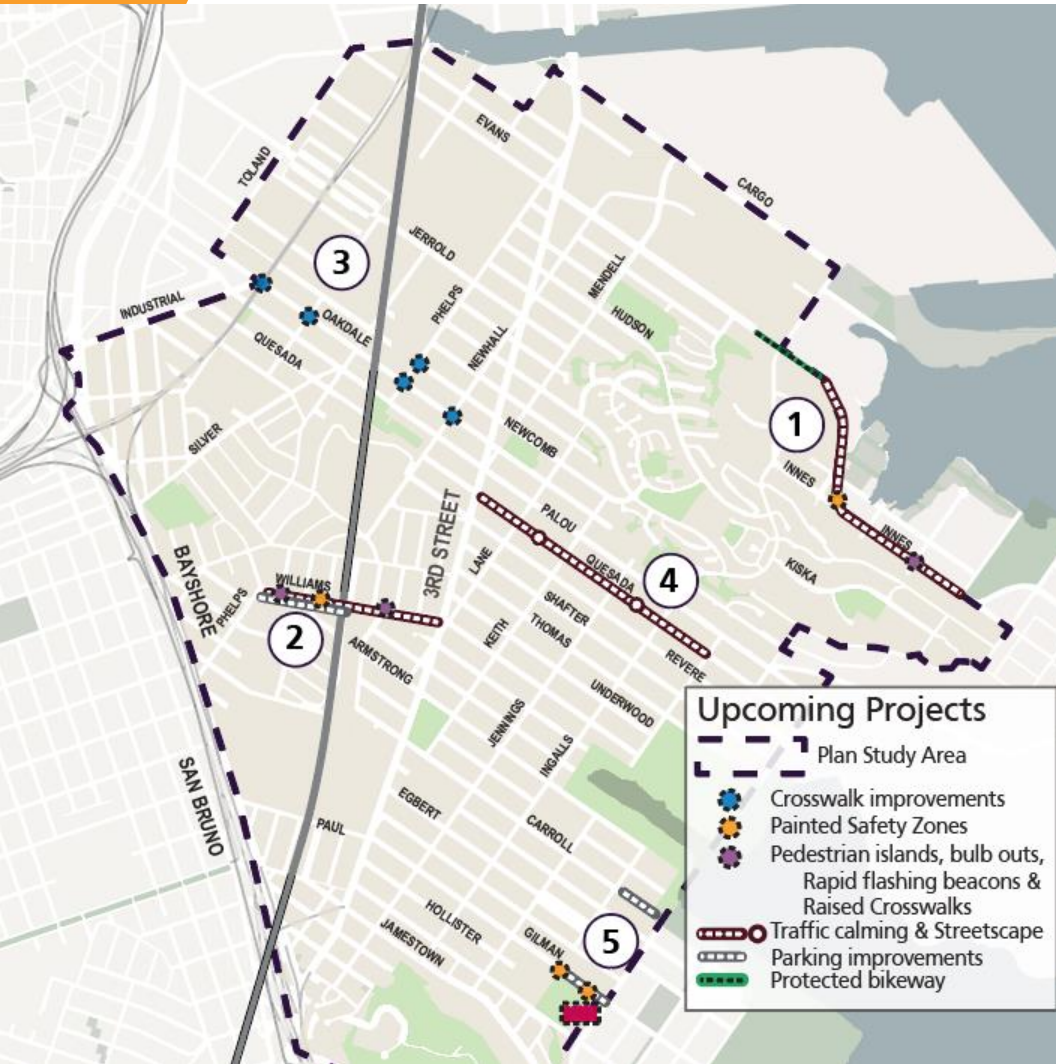 EVANS
TOLAND
CARGO
3
JERROLD
MENDELL
INDUSTRIAL
PHELPS
OAKDALE
HUDSON
QUESADA
NEWHALL
1
SILVER
NEWCOMB
INNES
3RD STREET
PALOU
INNES
BAYSHORE
LANE
QUESADA
4
KISKA
WILLIAMS
PHELPS
SHAFTER
2
KEITH
THOMAS
ARMSTRONG
REVERE
UNDERWOOD
JENNINGS
INGALLS
SAN BRUNO
EGBERT
PAUL
CARROLL
HOLLISTER
5
JAMESTOWN
GILMAN
Upcoming Projects
Plan Study Area
Crosswalk improvements
Painted Safety Zones
Pedestrian islands, bulb outs,
Rapid flashing beacons &
Raised Crosswalks
Traffic calming & Streetscape
Parking improvements
Protected bikeway